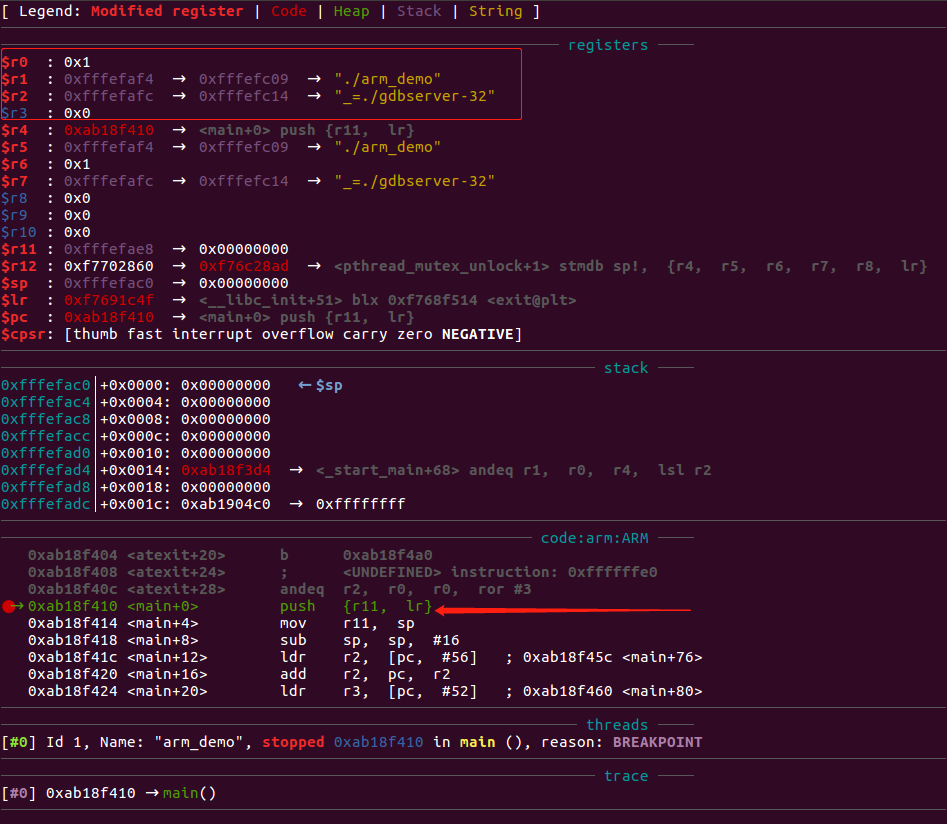 [ Legend: Modified register | Code | Heap | Stack | String ]
registers
$r0  : 0x1
$r1  : 0xfffefaf4  →  0xfffefc09  →  "./arm_demo"
$r2  : 0xfffefafc  →  0xfffefc14  →  "_=./gdbserver-32"
$r3  : 0x0
$r4  : 0xab18f410  →  <main+0> push {r11,  lr}
$r5  : 0xfffefaf4  →  0xfffefc09  →  "./arm_demo"
$r6  : 0x1
$r7  : 0xfffefafc  →  0xfffefc14  →  "_=./gdbserver-32"
$r8  : 0x0
$r9  : 0x0
$r10 : 0x0
$r11 : 0xfffefae8  →  0x00000000
$r12 : 0xf7702860  →  0xf76c28ad  →  <pthread_mutex_unlock+1> stmdb sp!,  {r4,  r5,  r6,  r7,  r8,  lr}
$sp  : 0xfffefac0  →  0x00000000
$lr  : 0xf7691c4f  →  <__libc_init+51> blx 0xf768f514 <exit@plt>
$pc  : 0xab18f410  →  <main+0> push {r11,  lr}
$cpsr: [thumb fast interrupt overflow carry zero NEGATIVE]
stack
0xfffefac0│+0x0000: 0x00000000   ←$sp
0xfffefac4│+0x0004: 0x00000000
0xfffefac8│+0x0008: 0x00000000
0xfffefacc│+0x000c: 0x00000000
0xfffefad0│+0x0010: 0x00000000
0xfffefad4│+0x0014: 0xab18f3d4  →  <_start_main+68> andeq r1,  r0,  r4,  lsl r2
0xfffefad8│+0x0018: 0x00000000
0xfffefadc│+0x001c: 0xab1904c0  →  0xffffffff
code:arm:ARM
0xab18f404 <atexit+20>      b      0xab18f4a0
0xab18f408 <atexit+24>      ;      <UNDEFINED> instruction: 0xffffffe0
0xab18f40c <atexit+28>      andeq  r2,  r0,  r0,  ror #3
→ 0xab18f410 <main+0>         push   {r11,  lr}
0xab18f414 <main+4>         mov    r11,  sp
0xab18f418 <main+8>         sub    sp,  sp,  #16
0xab18f41c <main+12>        ldr    r2,  [pc,  #56]   ; 0xab18f45c <main+76>
0xab18f420 <main+16>        add    r2,  pc,  r2
0xab18f424 <main+20>        ldr    r3,  [pc,  #52]   ; 0xab18f460 <main+80>
threads
[#0] Id 1, Name: "arm_demo", stopped 0xab18f410 in main (), reason: BREAKPOINT
trace
[#0] 0xab18f410 →main()